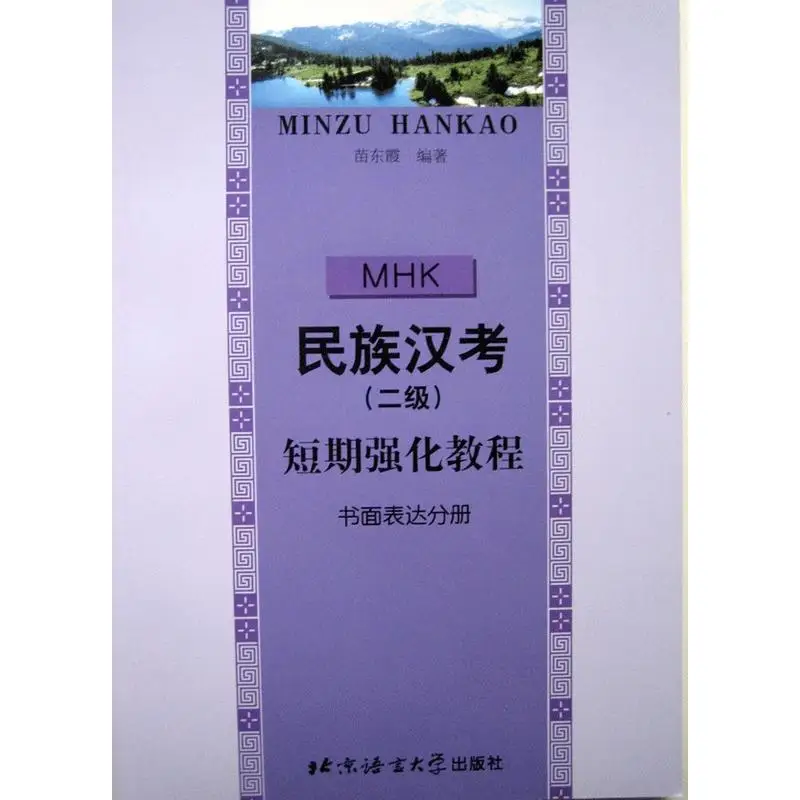 MINZU HANKAO
苗东霞 编著
MHK
民族汉考
（二级）
短期强化教程
书面表达分册
北京语言大学出版社